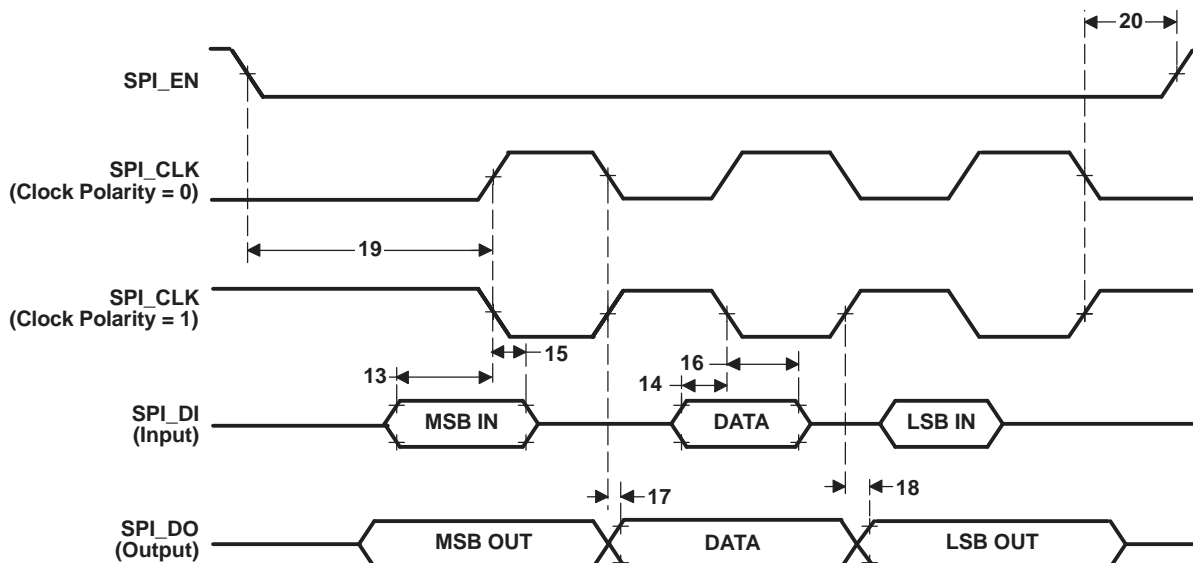 20
SPI_EN
SPI_CLK
(Clock Polarity = 0)
19
SPI_CLK
(Clock Polarity = 1)
15
16
13
14
SPI_DI
(Input)
MSB IN
DATA
LSB IN
17
18
SPI_DO
(Output)
MSB OUT
DATA
LSB OUT